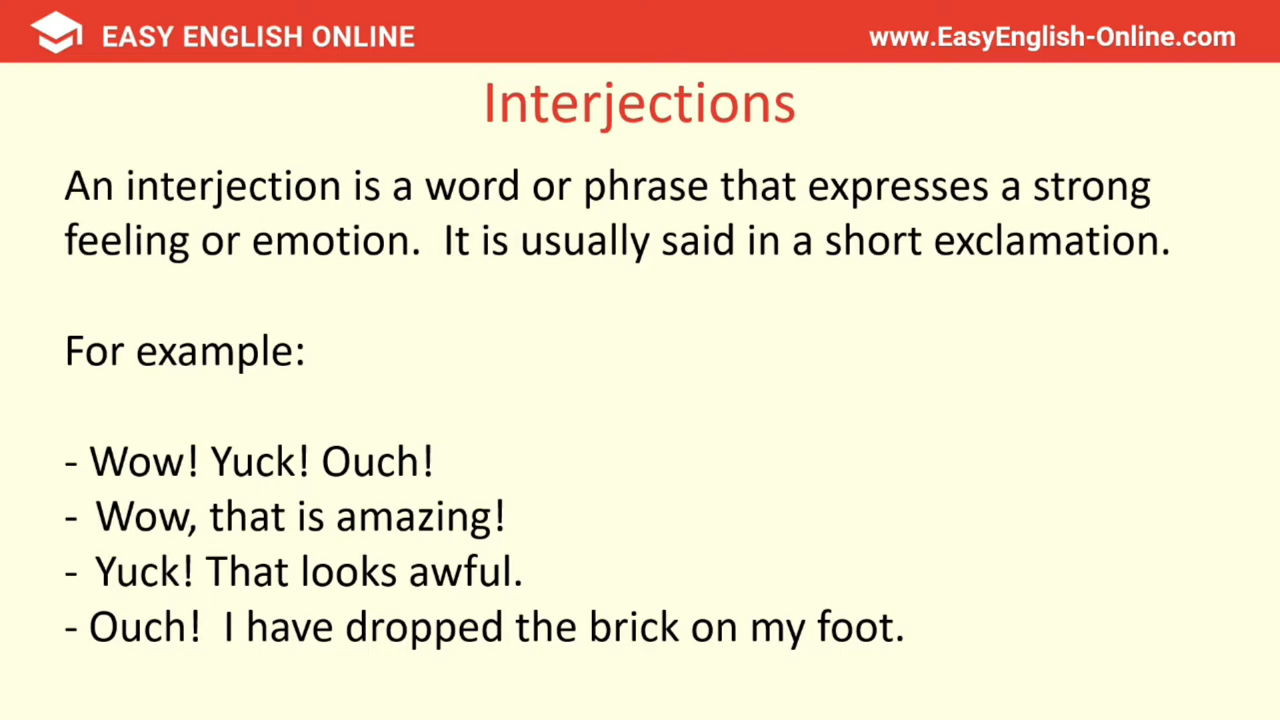 EASY ENGLISH ONLINE
www.EasyEnglish-Online.com
Interjections
An interjection is a word or phrase that expresses a strong
feeling or emotion.  It is usually said in a short exclamation.
For example:
- Wow! Yuck! Ouch!
-  Wow, that is amazing!
-  Yuck! That looks awful.
- Ouch!  I have dropped the brick on my foot.